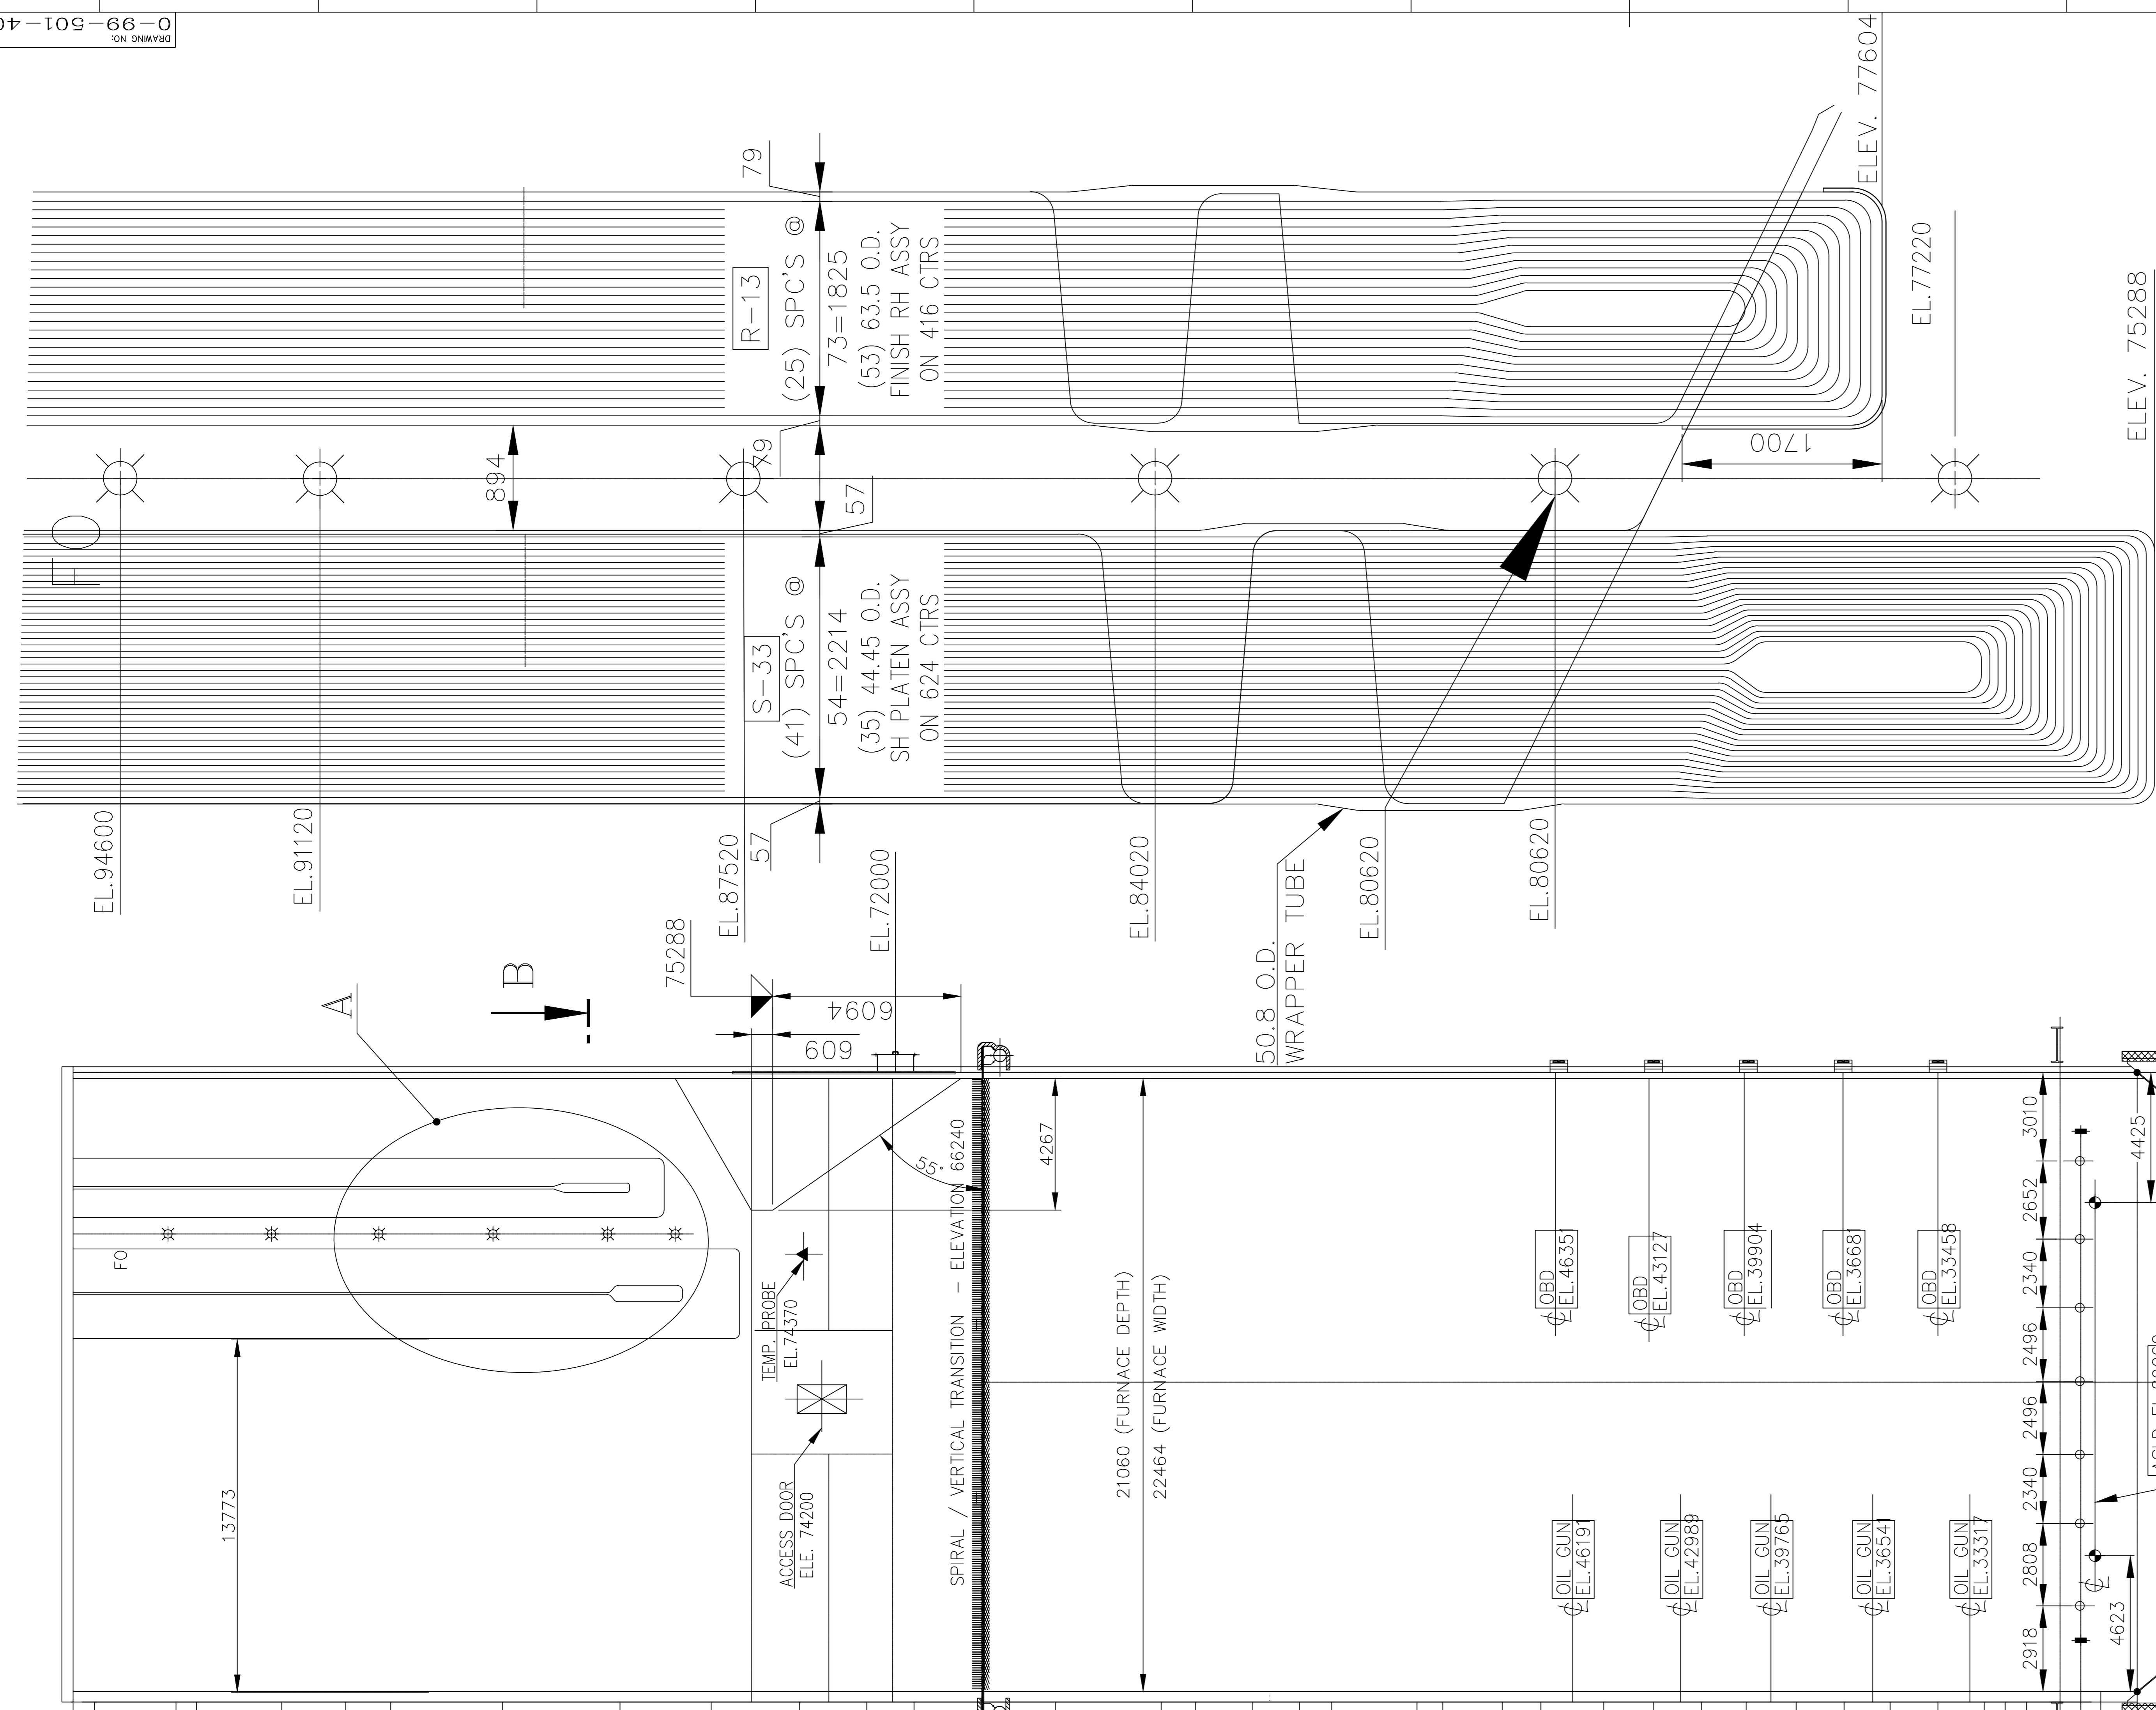 DRAWING NO:
ELEV. 77604
79
R-13
(25) SPC'S @
73=1825
(53) 63.5 O.D.
FINISH RH ASSY
ON 416 CTRS
79
EL.77220
ELEV. 75288
1700
894
FO
57
S-33
(41) SPC'S @
54=2214
(35) 44.45 O.D.
SH PLATEN ASSY
ON 624 CTRS
57
EL.94600
EL.91120
EL.87520
EL.84020
EL.80620
EL.80620
50.8 O.D.
WRAPPER TUBE
EL.72000
75288
6094
609
A
B
FO
13773
TEMP. PROBE
EL.74370
ACCESS DOOR
ELE. 74200
55°
SPIRAL / VERTICAL TRANSITION - ELEVATION 66240
4267
21060 (FURNACE DEPTH)
22464 (FURNACE WIDTH)
OBD
EL.46351
OBD
EL.43127
OBD
EL.39904
OBD
EL.36681
OBD
EL.33458
OIL GUN
EL.46191
OIL GUN
EL.42989
OIL GUN
EL.39765
OIL GUN
EL.36541
OIL GUN
EL.33317
3010
2652
2340
2496
2496
2340
2808
2918
4425
4623